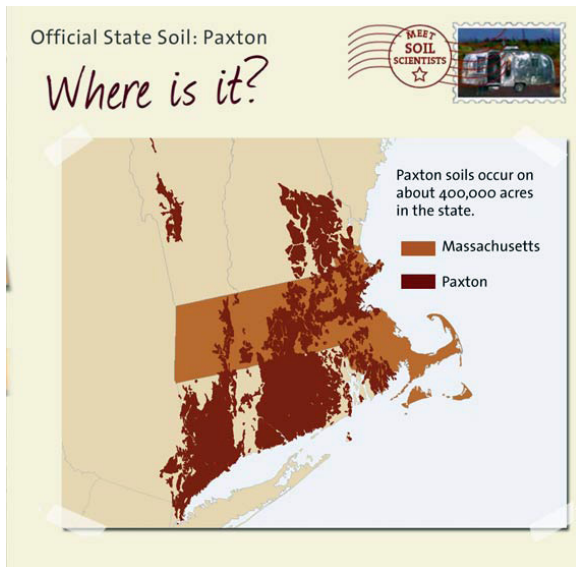 Official State Soil: Paxton
Where is it?
MEET
SOIL
SCIENTISTS
Paxton soils occur on
about 400,000 acres
in the state.
Massachusetts
Paxton